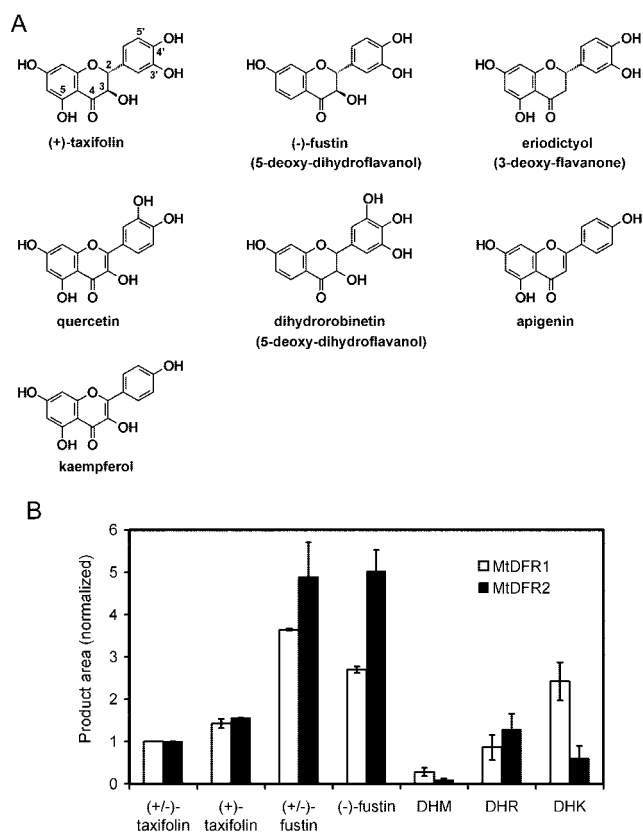 A
HO
O
OH
5'
4'
OH
2
3'
5
4
3
OH
OH
O
(+)-taxifolin
HO
O
OH
OH
OH
O
(-)-fustin
(5-deoxy-dihydroflavanol)
HO
O
OH
OH
OH
O
eriodictyol
(3-deoxy-flavanone)
OH
OH
HO
O
OH
OH
O
quercetin
HO
OH
OH
HO
O
OH
O
dihydrorobinetin
(5-deoxy-dihydroflavanol)
OH
HO
O
OH
O
apigenin
OH
HO
O
OH
OH
O
kaempferol
B
Product area (normalized)
6
5
4
3
2
1
0
MtDFR1
MtDFR2
(+/-)-
taxifolin
(+)-
taxifolin
(+/-)-
fustin
(-)-fustin
DHM
DHR
DHK